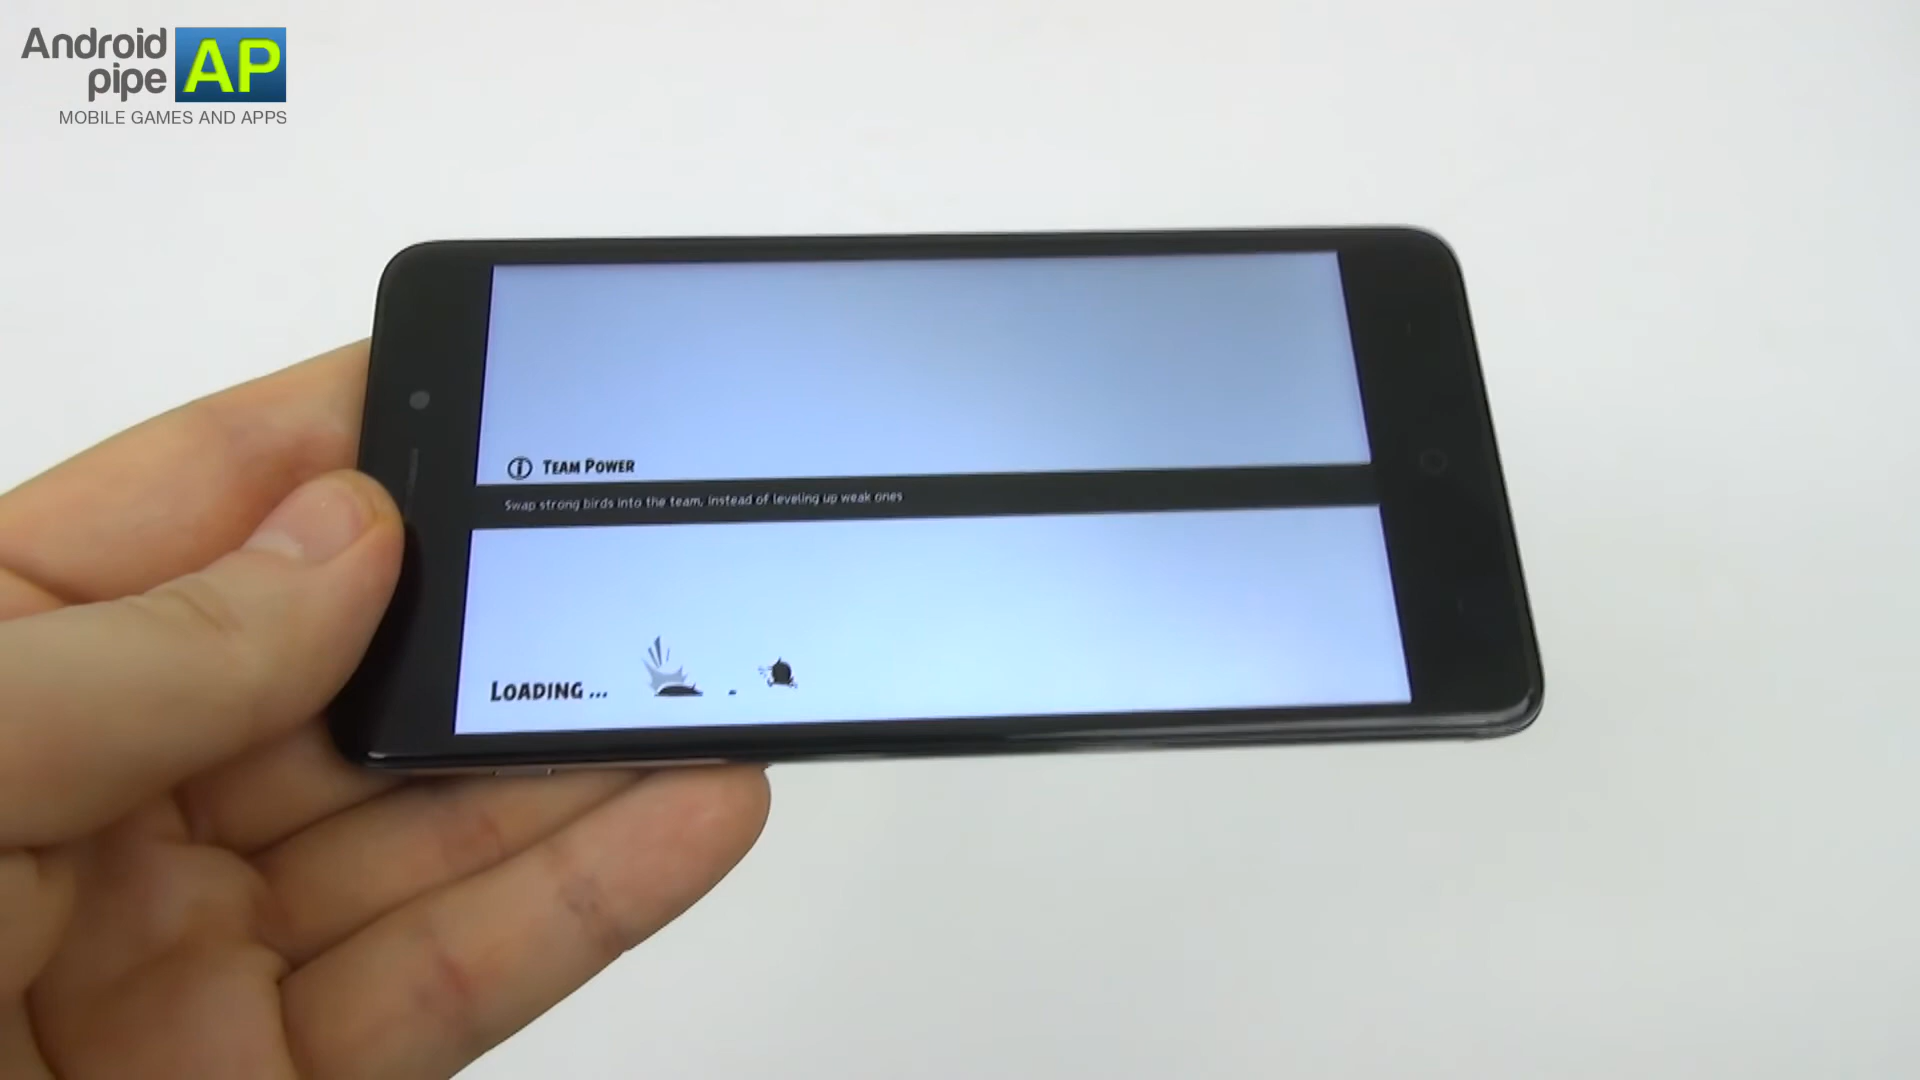 Android
pipe
AP
MOBILE GAMES AND APPS
TEAM POWER
Swap strong birds into the team, instead of leveling up weak ones
LOADING ...